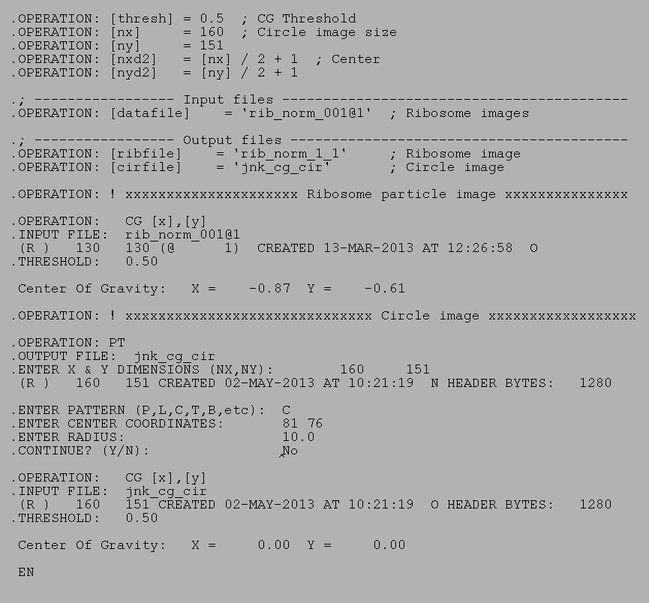 .OPERATION: [thresh] = 0.5  ; CG Threshold
.OPERATION: [nx]     = 160  ; Circle image size
.OPERATION: [ny]     = 151
.OPERATION: [nxd2]   = [nx] / 2 + 1  ; Center
.OPERATION: [nyd2]   = [ny] / 2 + 1
.; ----------------- Input files ------------------------------------------
.OPERATION: [datafile]    = 'rib_norm_001@1'  ; Ribosome images
.; ----------------- Output files -----------------------------------------
.OPERATION: [ribfile]    = 'rib_norm_1_1'     ; Ribosome image
.OPERATION: [cirfile]    = 'jnk_cg_cir'       ; Circle image
.OPERATION: ! xxxxxxxxxxxxxxxxxxxxx Ribosome particle image xxxxxxxxxxxxxxx
.OPERATION:   CG [x],[y]
.INPUT FILE:  rib_norm_001@1
(R )   130   130 (@      1)  CREATED 13-MAR-2013 AT 12:26:58  O
.THRESHOLD:   0.50
Center Of Gravity:   X =    -0.87  Y =    -0.61
.OPERATION: ! xxxxxxxxxxxxxxxxxxxxxxxxxxxxxx Circle image xxxxxxxxxxxxxxxxxx
.OPERATION: PT
.OUTPUT FILE:  jnk_cg_cir
.ENTER X & Y DIMENSIONS (NX,NY):        160     151
(R )   160   151 CREATED 02-MAY-2013 AT 10:21:19  N HEADER BYTES:   1280
.ENTER PATTERN (P,L,C,T,B,etc):  C
.ENTER CENTER COORDINATES:       81 76
.ENTER RADIUS:                   10.0
.CONTINUE? (Y/N):                No
.OPERATION:   CG [x],[y]
.INPUT FILE:  jnk_cg_cir
(R )   160   151 CREATED 02-MAY-2013 AT 10:21:19  O HEADER BYTES:   1280
.THRESHOLD:   0.50
Center Of Gravity:   X =     0.00  Y =     0.00
EN